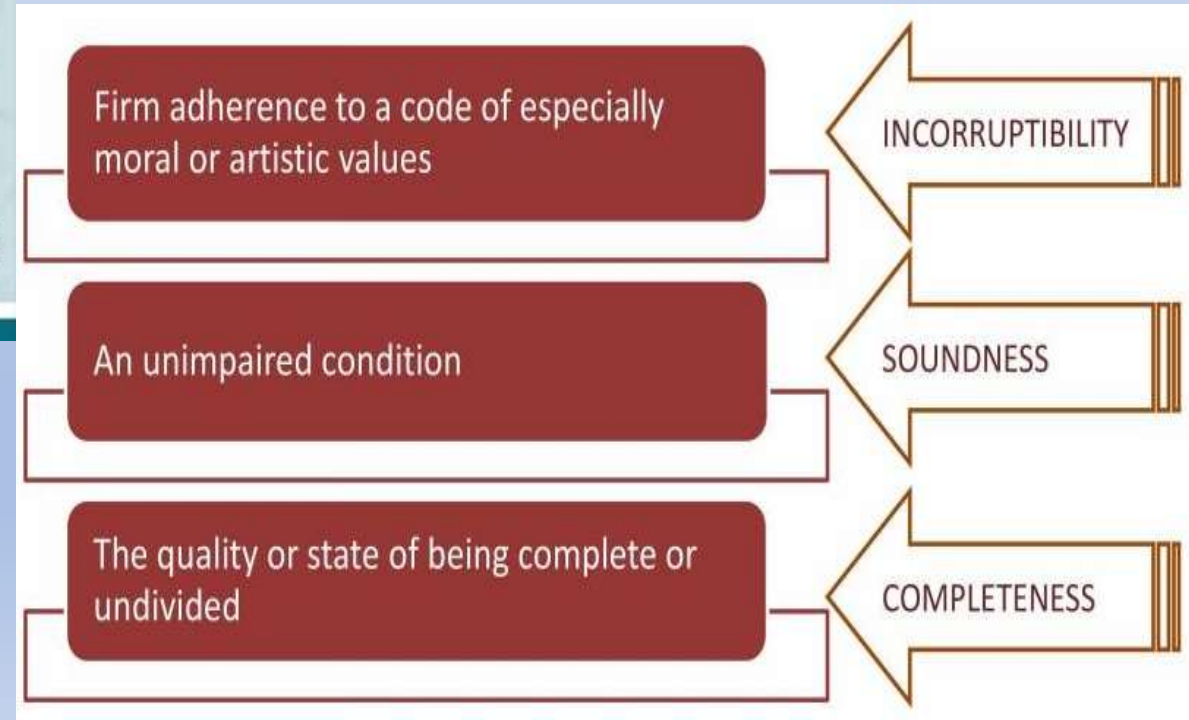 Firm adherence to a code of especially
moral or artistic values
INCORRUPTIBILITY
An unimpaired condition
SOUNDNESS
The quality or state of being complete or
undivided
COMPLETENESS